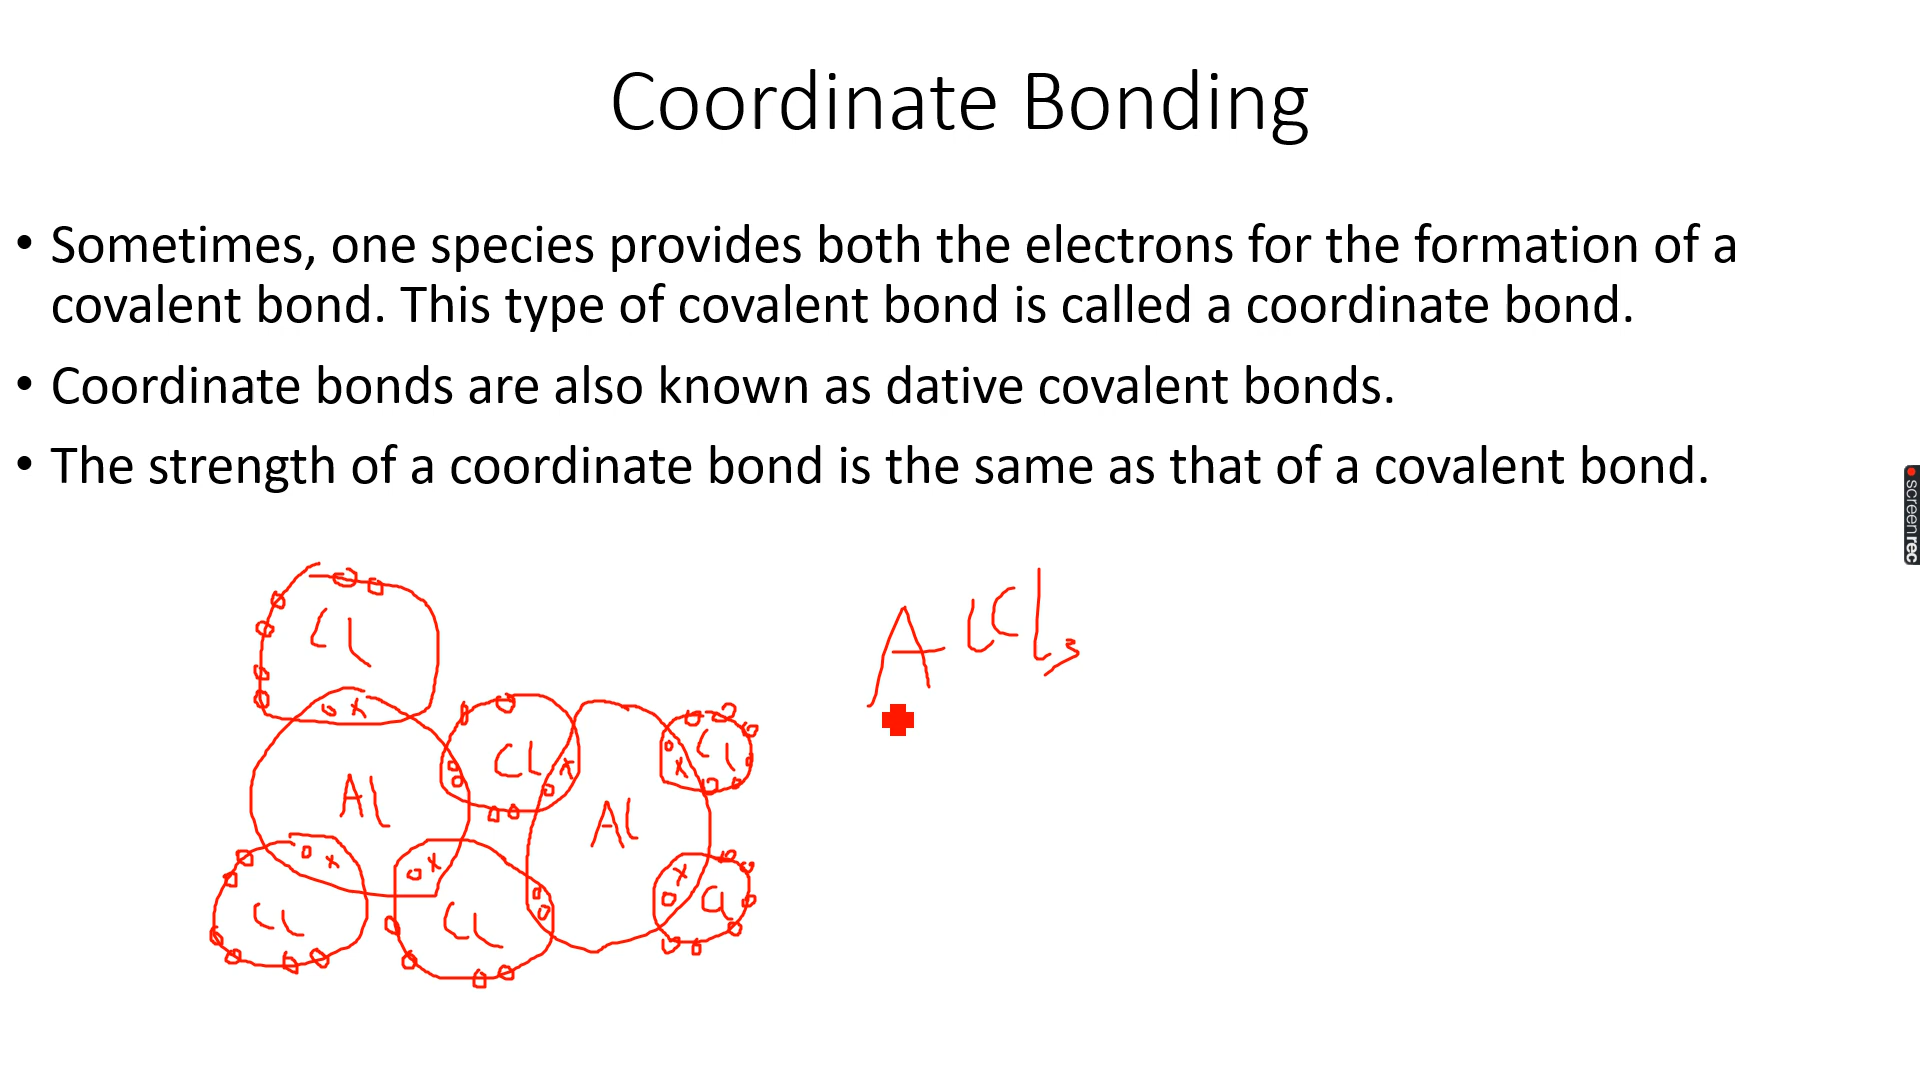 Coordinate Bonding
• Sometimes, one species provides both the electrons for the formation of a
covalent bond. This type of covalent bond is called a coordinate bond.
• Coordinate bonds are also known as dative covalent bonds.
• The strength of a coordinate bond is the same as that of a covalent bond.
screenrec
AlCl3
Cl
Cl
Cl
Al
Al
Cl
Cl
Cl